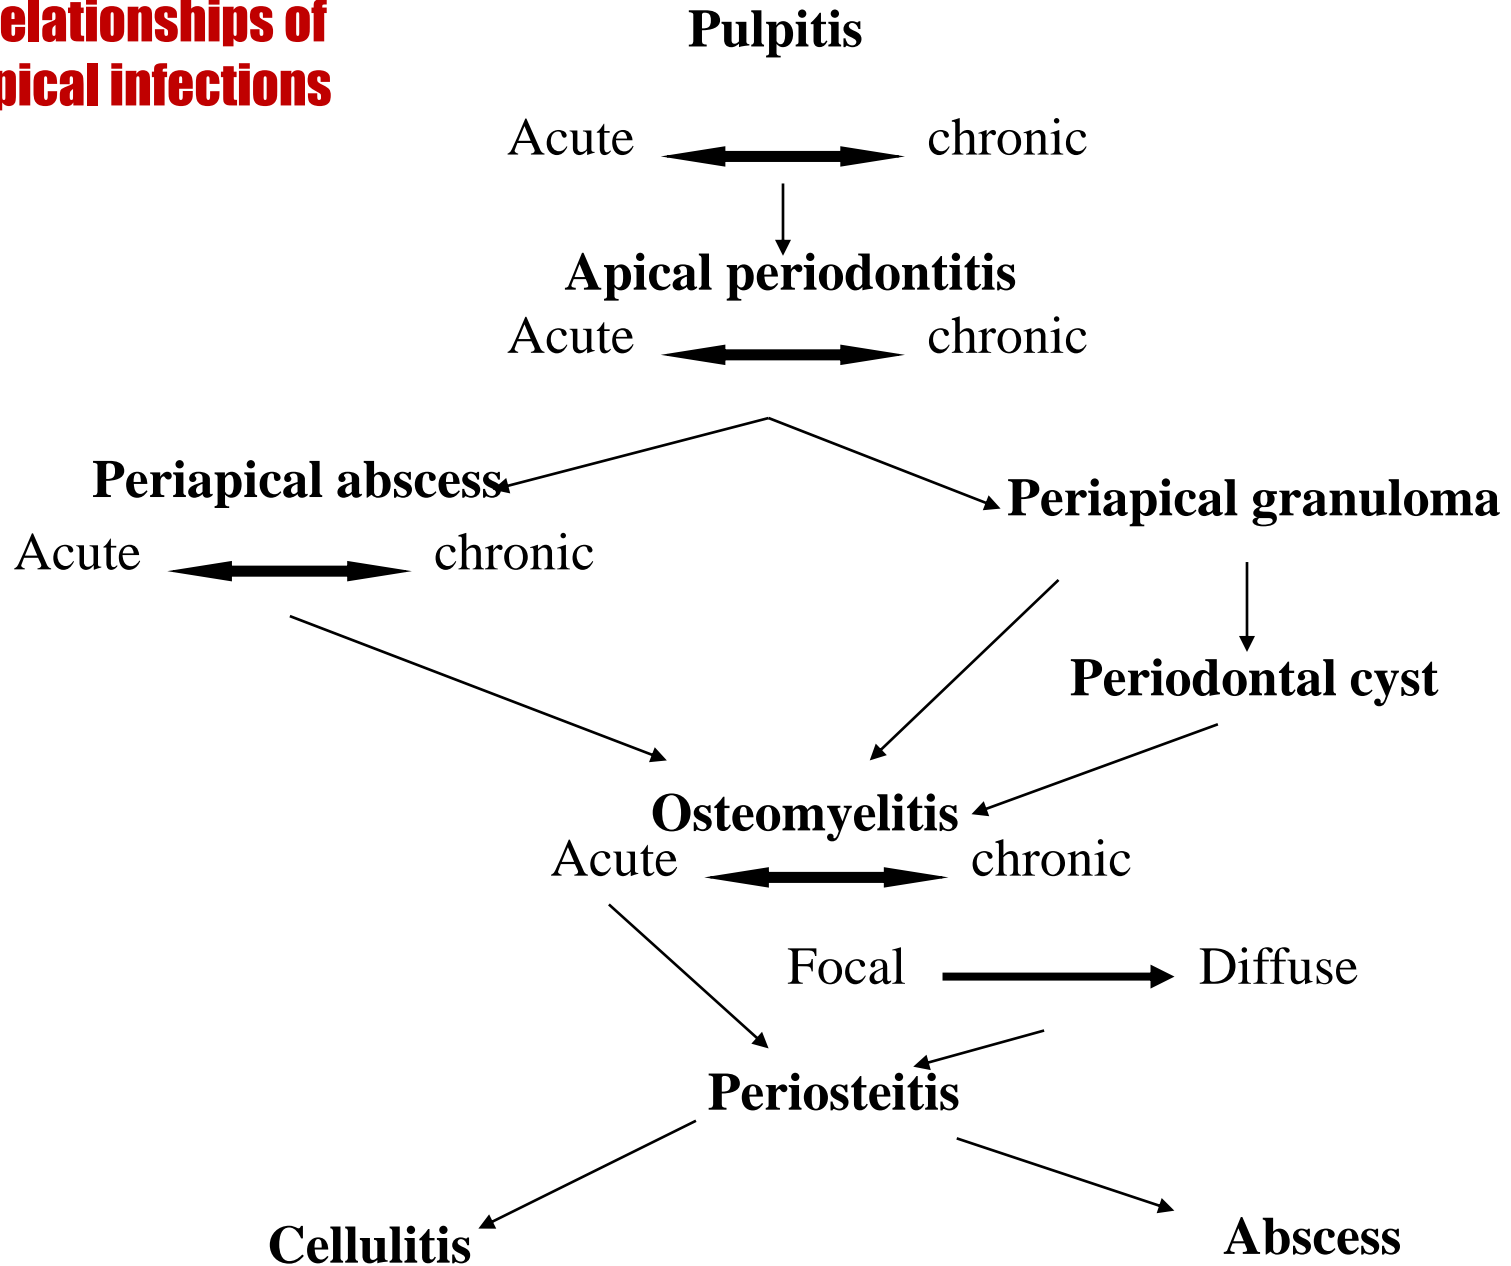 elationships of
pical infections
Pulpitis
Acute chronic
Apical periodontitis
Acute chronic
Periapical abscess
Periapical granuloma
Acute chronic
Periodontal cyst
Osteomyelitis
Acute chronic
Focal Diffuse
Periosteitis
Cellulitis
Abscess